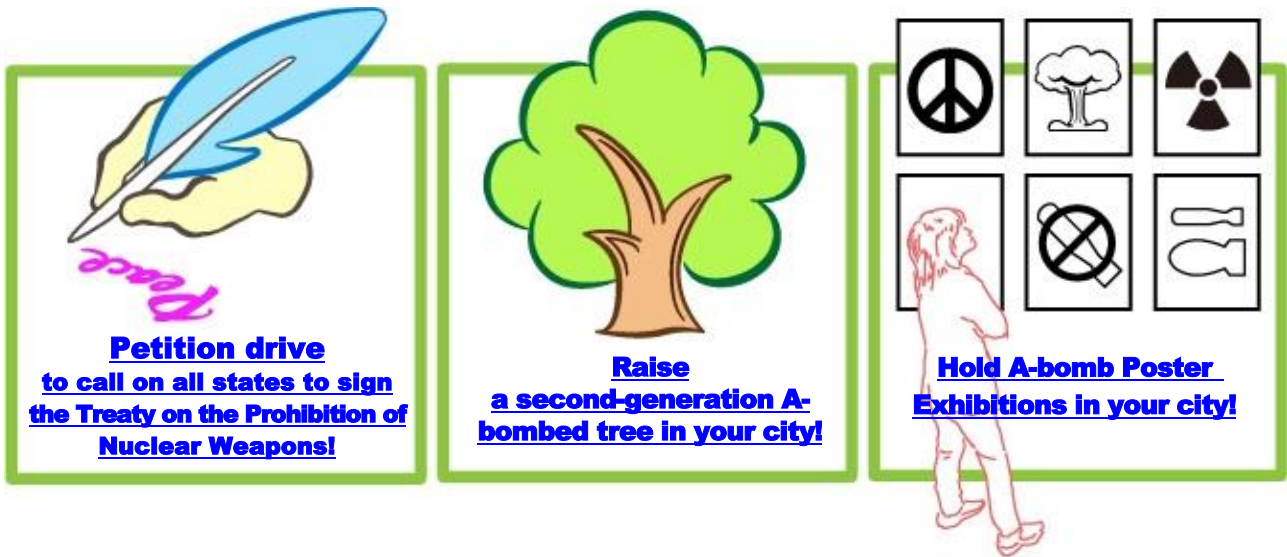 Peace
Petition drive
to call on all states to sign
the Treaty on the Prohibition of
Nuclear Weapons!
Raise
a second-generation A-
bombed tree in your city!
Hold A-bomb Poster
Exhibitions in your city!